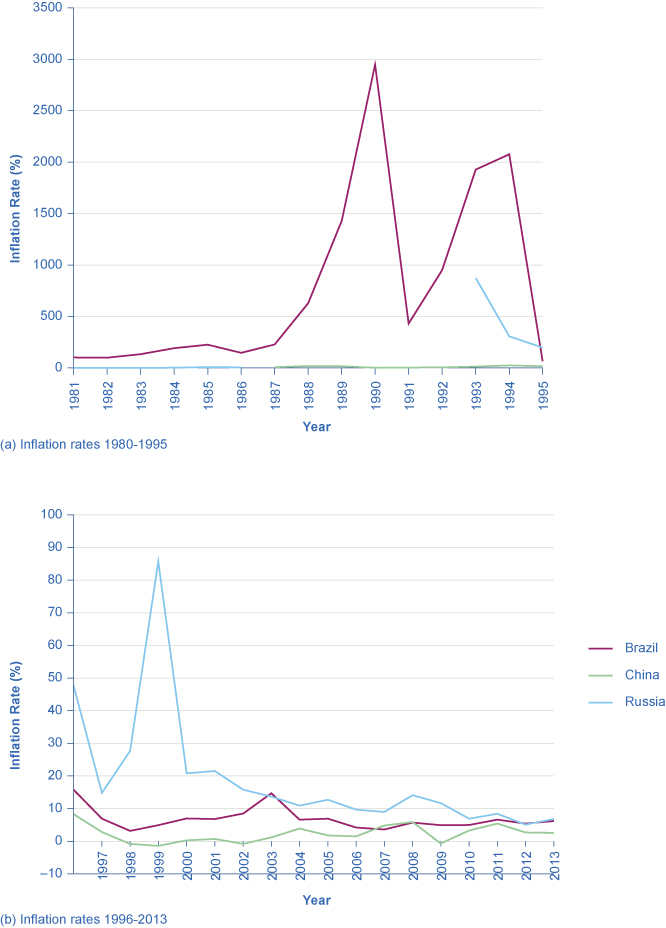 3500
3000
2500
2000
1500
1000
500
0
Inflation Rate (%)
1981 1982 1983 1984 1985 1986 1987 1988 1989 1990 1991 1992 1993 1994 1995
Year
(a) Inflation rates 1980-1995
100
90
80
70
60
50
40
30
20
10
0
–10
Inflation Rate (%)
1997 1998 1999 2000 2001 2002 2003 2004 2005 2006 2007 2008 2009 2010 2011 2012 2013
Year
(b) Inflation rates 1996-2013
Brazil
China
Russia